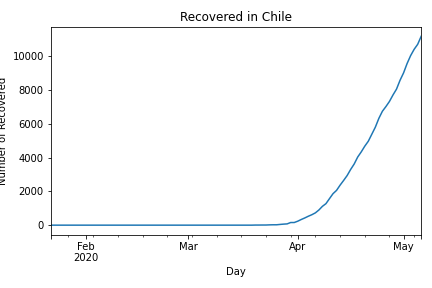 Recovered in Chile
Number of Recovered
10000
8000
6000
4000
2000
0
Feb
2020
Mar
Apr
May
Day